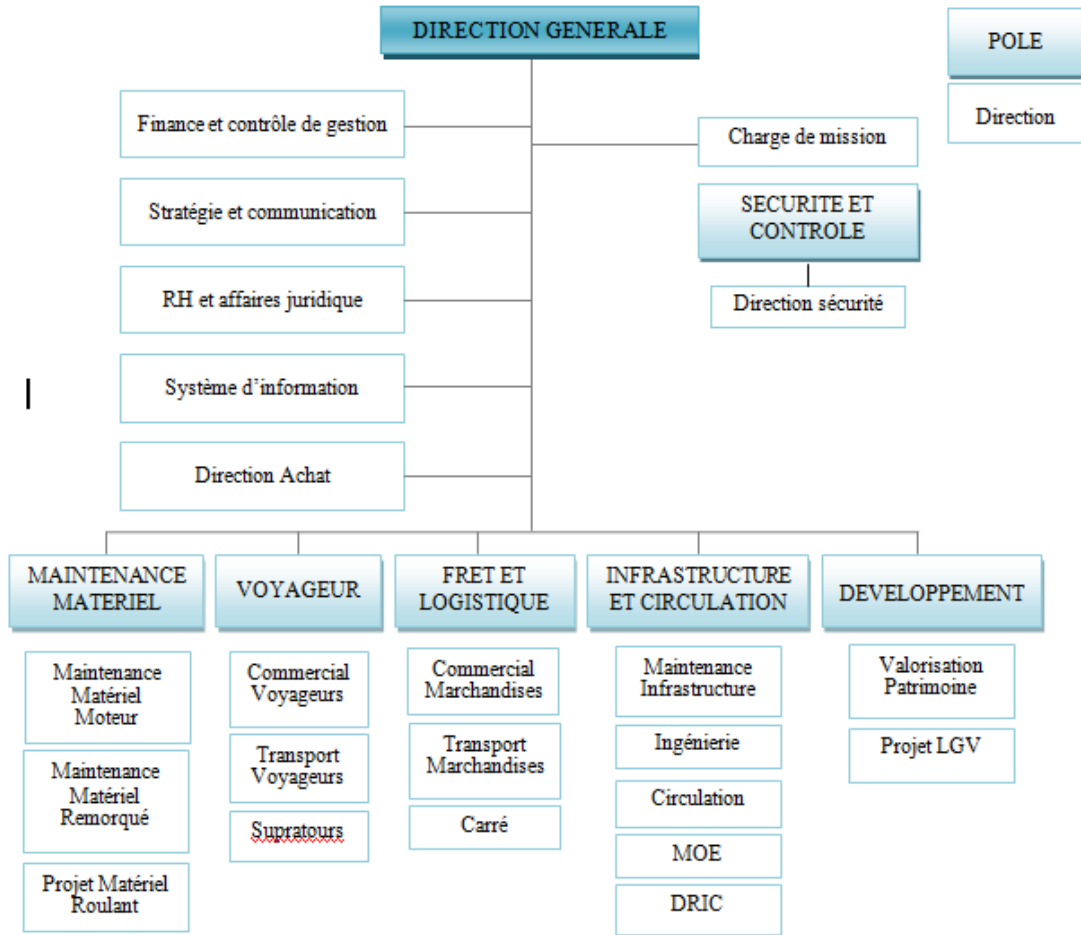 DIRECTION GENERALE
POLE
Direction
Finance et contrôle de gestion
Charge de mission
Stratégie et communication
SECURITE ET
CONTROLE
RH et affaires juridique
Direction sécurité
Système d'information
Direction Achat
MAINTENANCE
MATERIEL
Maintenance
Matériel
Moteur
Maintenance
Matériel
Remorqué
Projet Matériel
Roulant
VOYAGEUR
Commercial
Voyageurs
Transport
Voyageurs
Supratours
FRET ET
LOGISTIQUE
Commercial
Marchandises
Transport
Marchandises
Carré
INFRASTRUCTURE
ET CIRCULATION
Maintenance
Infrastructure
Ingénierie
Circulation
MOE
DRIC
DEVELOPPEMENT
Valorisation
Patrimoine
Projet LGV